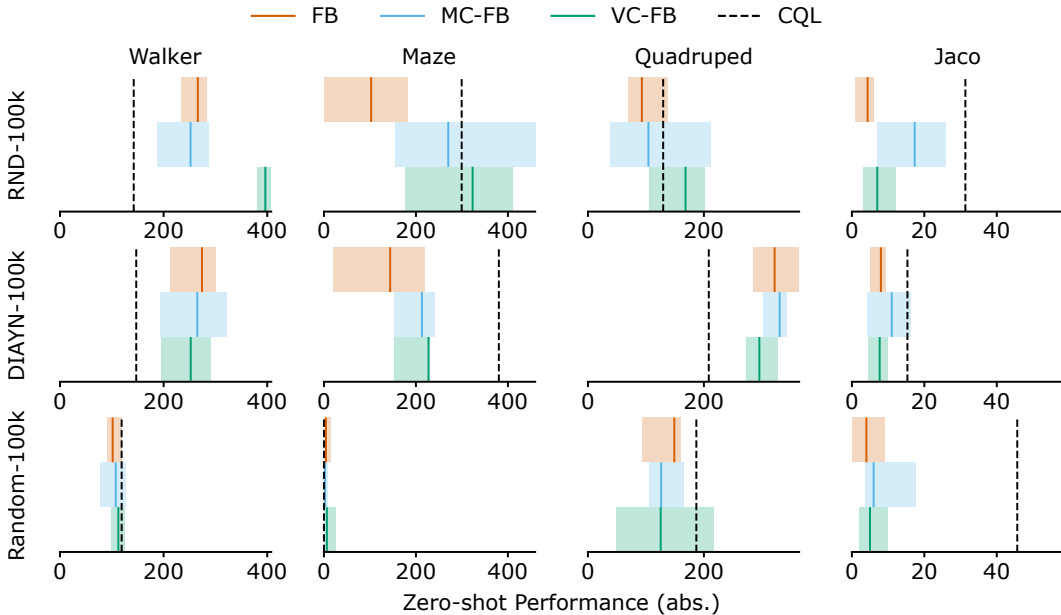 FB MC-FB VC-FB CQL
Walker Maze Quadruped Jaco
RND-100k
0 200 400 0 200 400 0 200 0 20 40
DIAYN-100k
0 200 400 0 200 400 0 200 0 20 40
Random-100k
0 200 400 0 200 400 0 200 0 20 40
Zero-shot Performance (abs.)